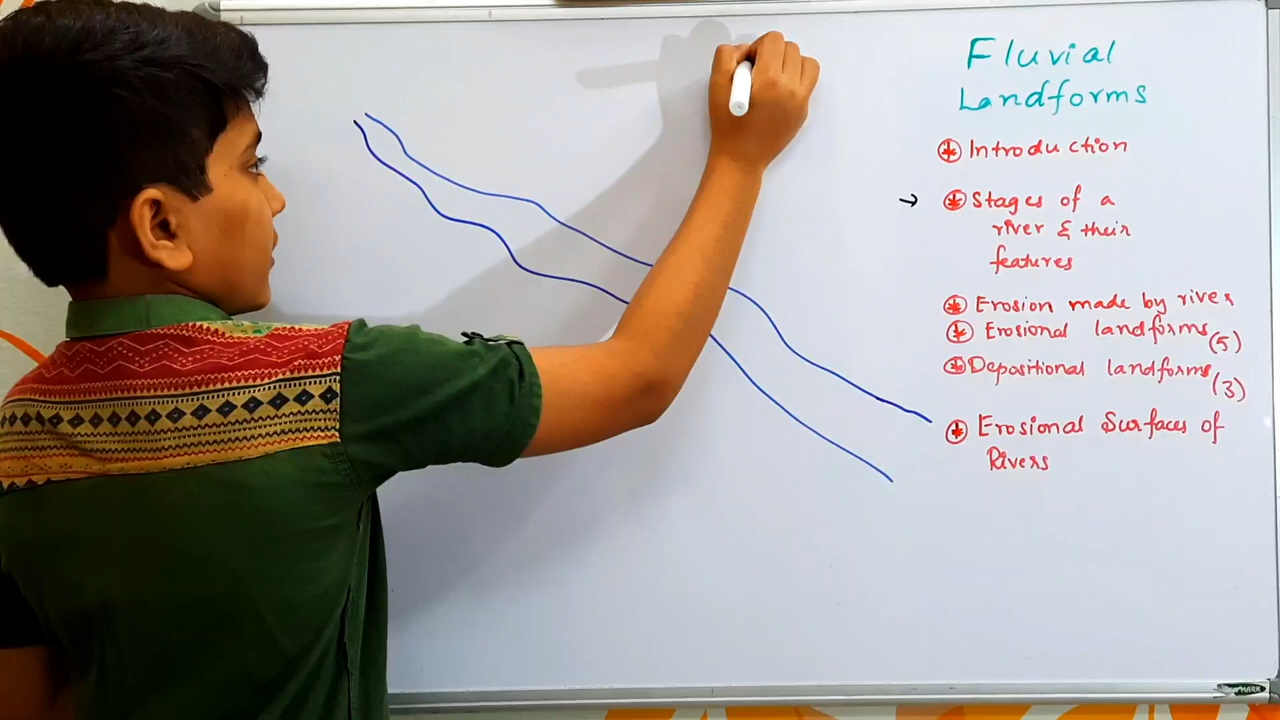 Fluvial
Landforms
Introduction
→ Stages of a
river & their
features
Erosion made by river
Erosional landforms (5)
Depositional landforms (3)
Erosional Surfaces of
Rivers